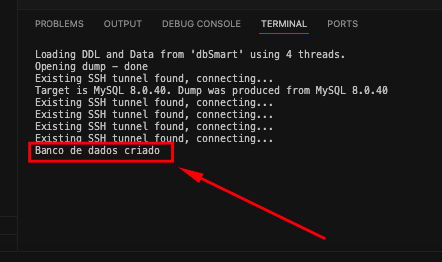 PROBLEMS OUTPUT DEBUG CONSOLE TERMINAL PORTS
Loading DDL and Data from 'dbSmart' using 4 threads.
Opening dump - done
Existing SSH tunnel found, connecting...
Target is MySQL 8.0.40. Dump was produced from MySQL 8.0.40
Existing SSH tunnel found, connecting...
Existing SSH tunnel found, connecting...
Existing SSH tunnel found, connecting...
Existing SSH tunnel found, connecting...
Banco de dados criado